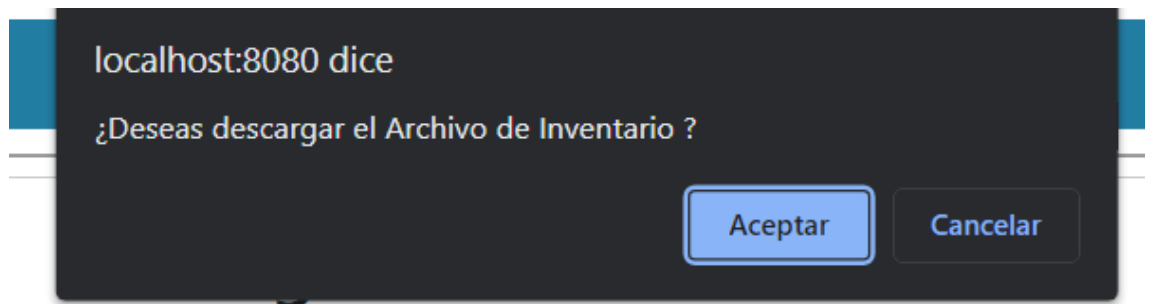 localhost:8080 dice
¿Deseas descargar el Archivo de Inventario ?
Aceptar Cancelar